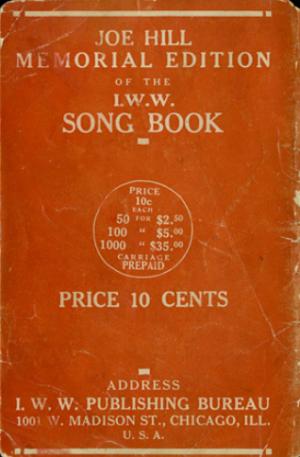 JOE HILL
MEMORIAL EDITION
OF THE
I.W.W.
SONG BOOK
PRICE
10c
EACH
50 FOR $2.50
100 " $5.00
1000 " $35.00
CARRIAGE
PREPAID
PRICE 10 CENTS
ADDRESS
I. W. W. PUBLISHING BUREAU
1001 W. MADISON ST., CHICAGO, ILL.
U. S. A.